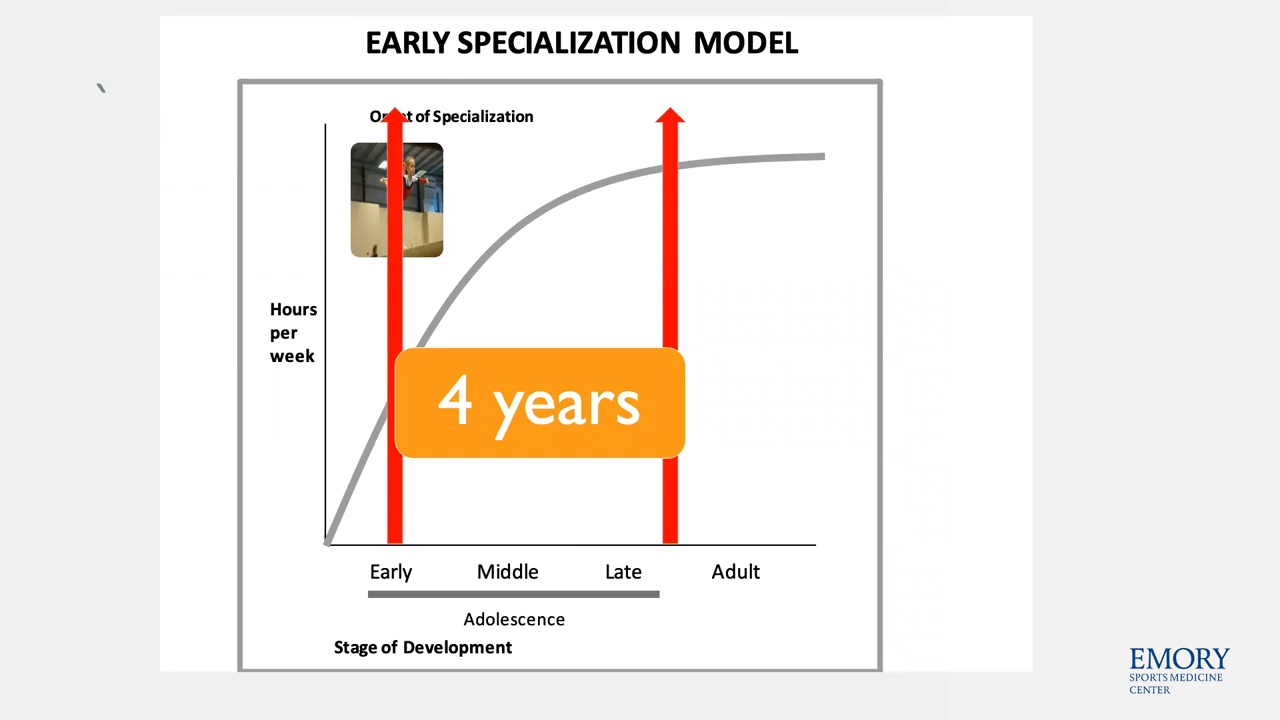 EARLY SPECIALIZATION MODEL
Onset of Specialization
Hours
per
week
4 years
Early Middle Late Adult
Adolescence
Stage of Development
EMORY
SPORTS MEDICINE
CENTER